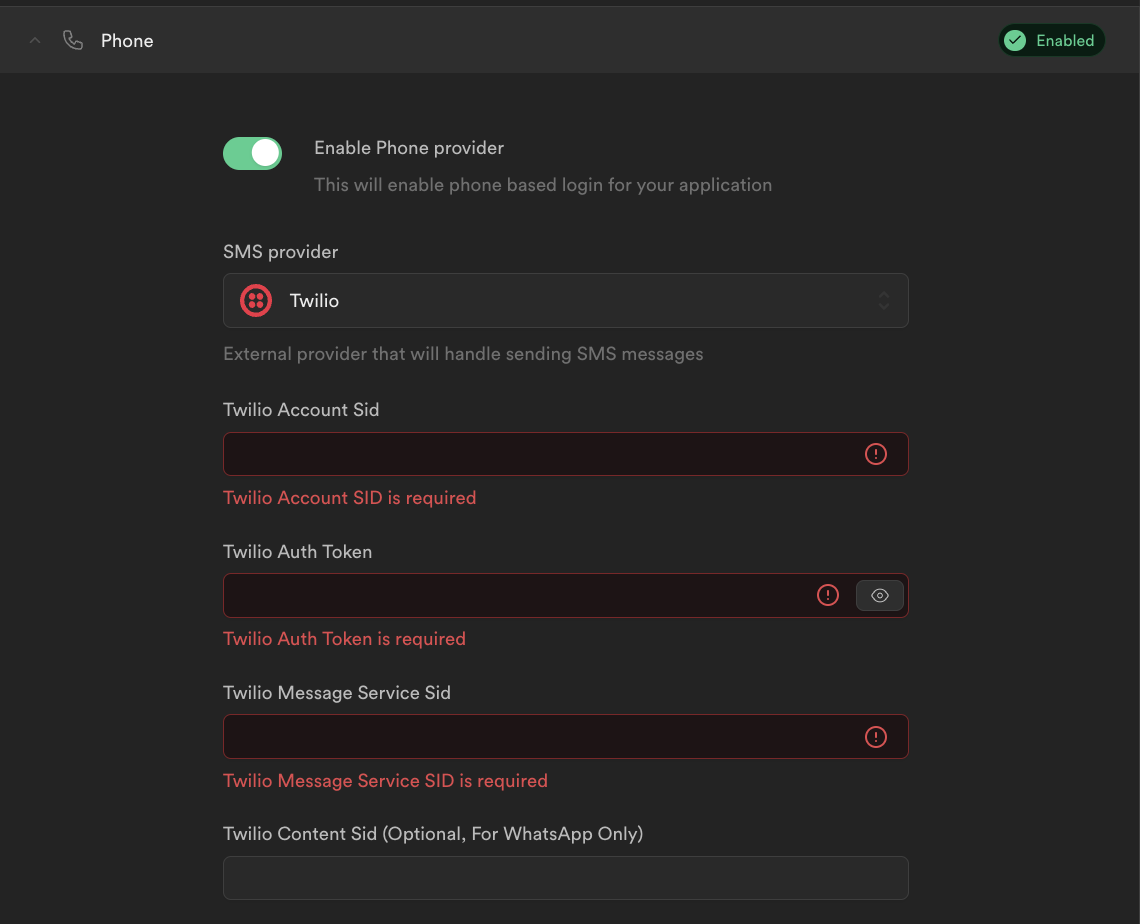 Phone
Enabled
Enable Phone provider
This will enable phone based login for your application
SMS provider
Twilio
External provider that will handle sending SMS messages
Twilio Account Sid
Twilio Account SID is required
Twilio Auth Token
Twilio Auth Token is required
Twilio Message Service Sid
Twilio Message Service SID is required
Twilio Content Sid (Optional, For WhatsApp Only)